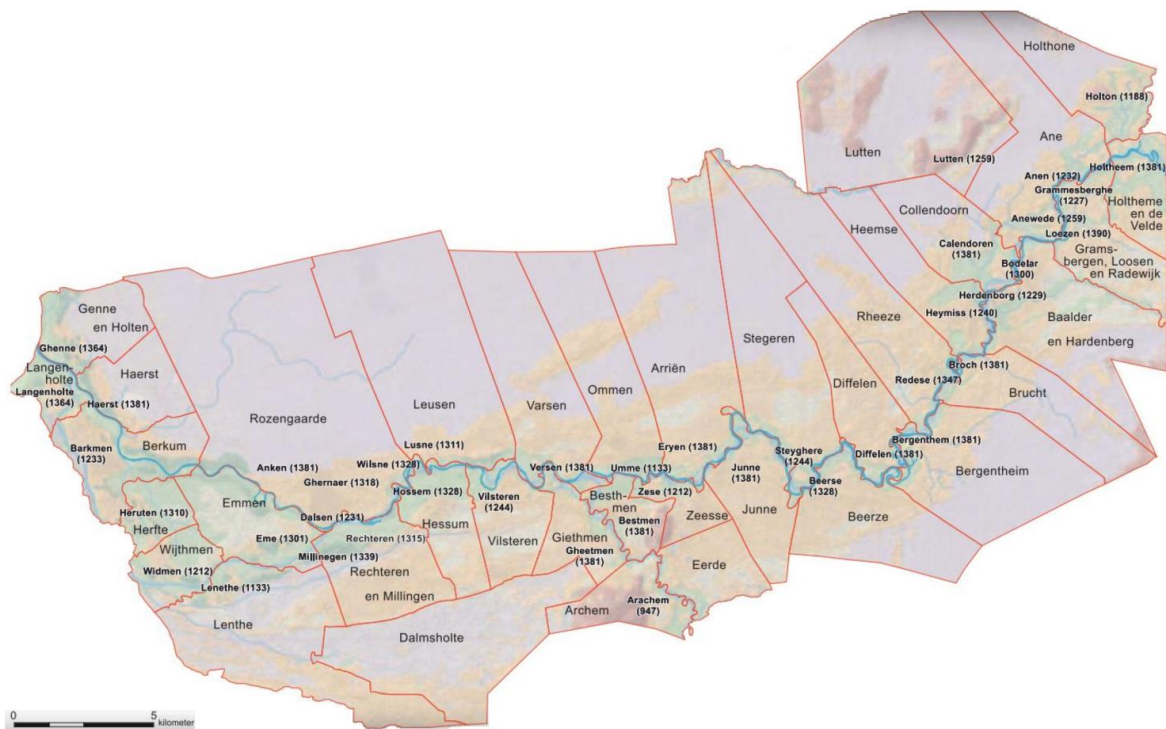 Holthone
Holton (1188)
Ane
Lutten
Lutten (1259)
Holtheem (1381)
Anen (1232)
Grammesberghe
(1227)
Holtheme
en de
Velde
Collendoorn
Anewede (1259)
Heemse
Loezen (1390)
Calendoren
(1381)
Grams-
bergen, Loosen
en Radewijk
Bedelar
(1300)
Herdenborg (1229)
Genne
en Holten
Heymiss (1240)
Baalder
en Hardenberg
Rheeze
Stegeren
Ghenne (1364)
Langen-
holte
Haerst
Arriën
Broch (1381)
Langenholte
(1364)
Diffelen
Redese (1347)
Ommen
Brucht
Haerst (1381)
Leusen
Varsen
Rozengaarde
Berkum
Barkmen
(1233)
Lusne (1311)
Eryen (1381)
Bergenthem (1381)
Steyghere
(1244)
Diffelen (1381)
Anken (1381)
Wilsne (1328)
Versen (1381)
Umme (1133)
Junne
(1381)
Bergentheim
Ghernaer (1318)
Beerse
(1328)
Hossem (1328)
Vilsteren
(1244)
Zese (1212)
Besth-
men
Emmen
Heruten (1310)
Dalsen (1231)
Hessum
Zeesse
Junne
Beerze
Herfte
Bestmen
(1381)
Eme (1301)
Rechteren (1315)
Vilsteren
Giethmen
Wijthmen
Millinegen (1339)
Gheetmen
(1381)
Widmen (1212)
Rechteren
en Millingen
Eerde
Lenethe (1133)
Arachem
(947)
Archem
Lenthe
Dalmsholte
0 5
kilometer